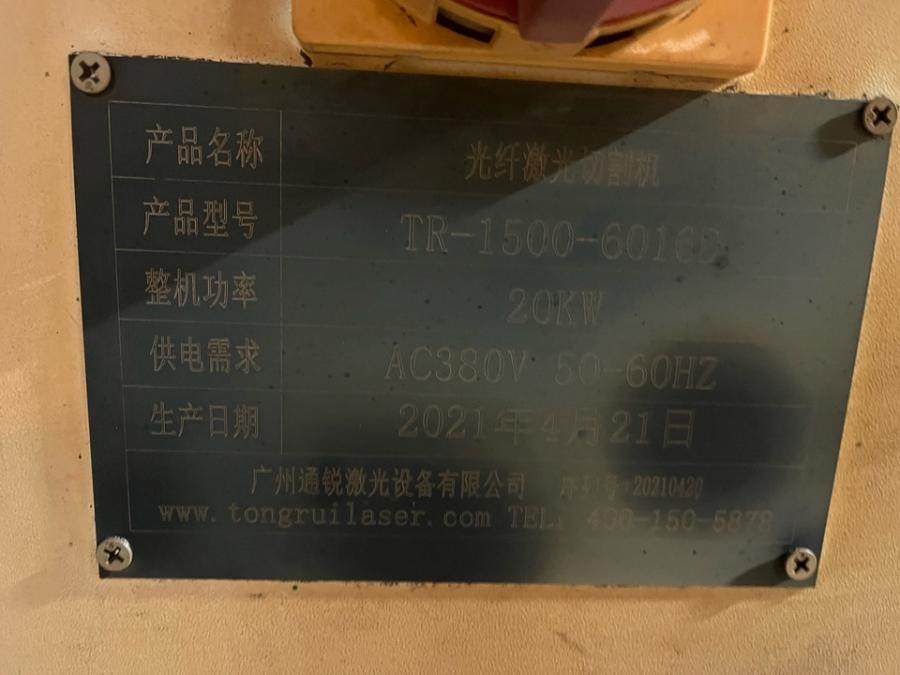 产品名称 光纤激光切割机
产品型号 TR-1500-6016D
整机功率 20KW
供电需求 AC380V 50-60HZ
生产日期 2021年4月21日
广州通锐激光设备有限公司 序列号:20210420
www.tongruilaser.com TEL: 400-150-5878